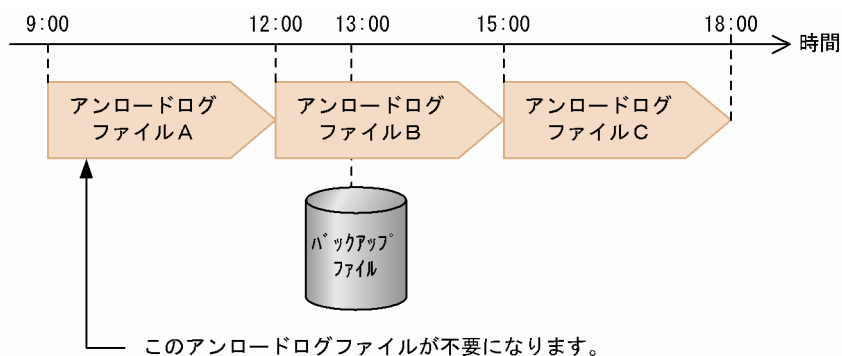 9:00 12:00 13:00 15:00 18:00
時間
アンロードログ
ファイルA
アンロードログ
ファイルB
アンロードログ
ファイルC
バックアップ
ファイル
このアンロードログファイルが不要になります。